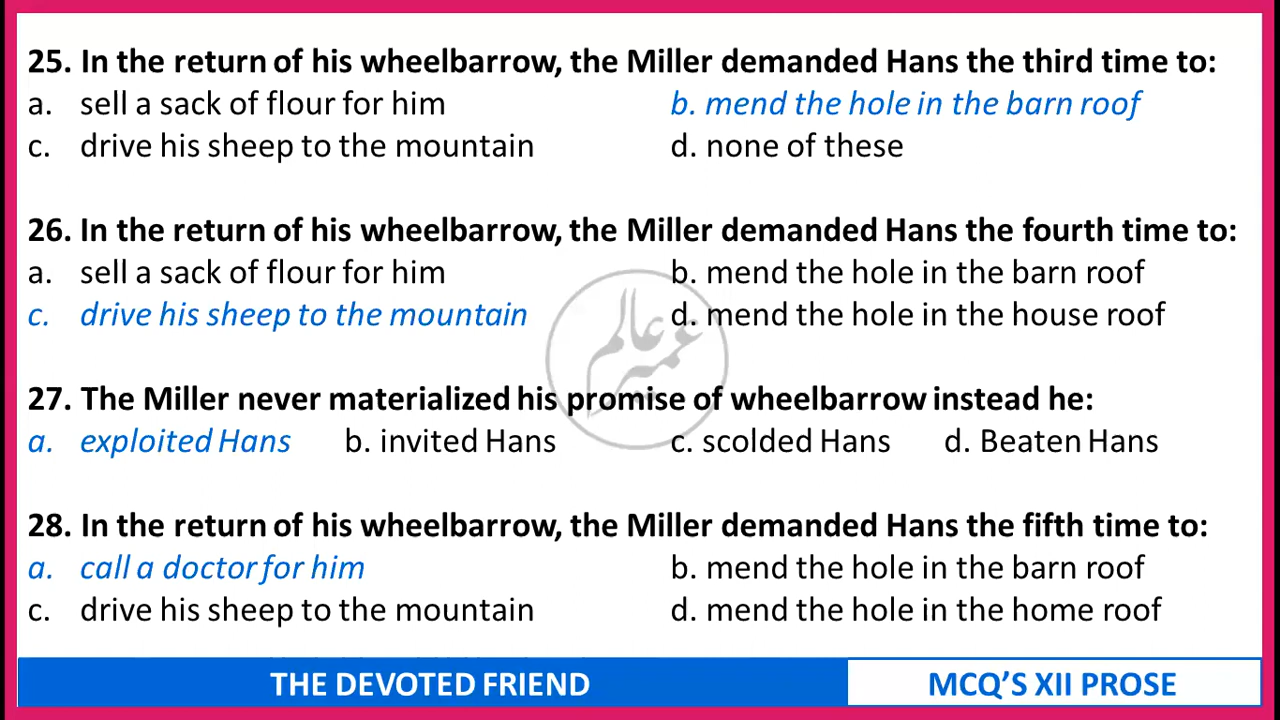 25. In the return of his wheelbarrow, the Miller demanded Hans the third time to:
a. sell a sack of flour for him b. mend the hole in the barn roof
c. drive his sheep to the mountain d. none of these
26. In the return of his wheelbarrow, the Miller demanded Hans the fourth time to:
a. sell a sack of flour for him b. mend the hole in the barn roof
c. drive his sheep to the mountain d. mend the hole in the house roof
عمیر عالم
27. The Miller never materialized his promise of wheelbarrow instead he:
a. exploited Hans b. invited Hans c. scolded Hans d. Beaten Hans
28. In the return of his wheelbarrow, the Miller demanded Hans the fifth time to:
a. call a doctor for him b. mend the hole in the barn roof
c. drive his sheep to the mountain d. mend the hole in the home roof
THE DEVOTED FRIEND MCQ'S XII PROSE